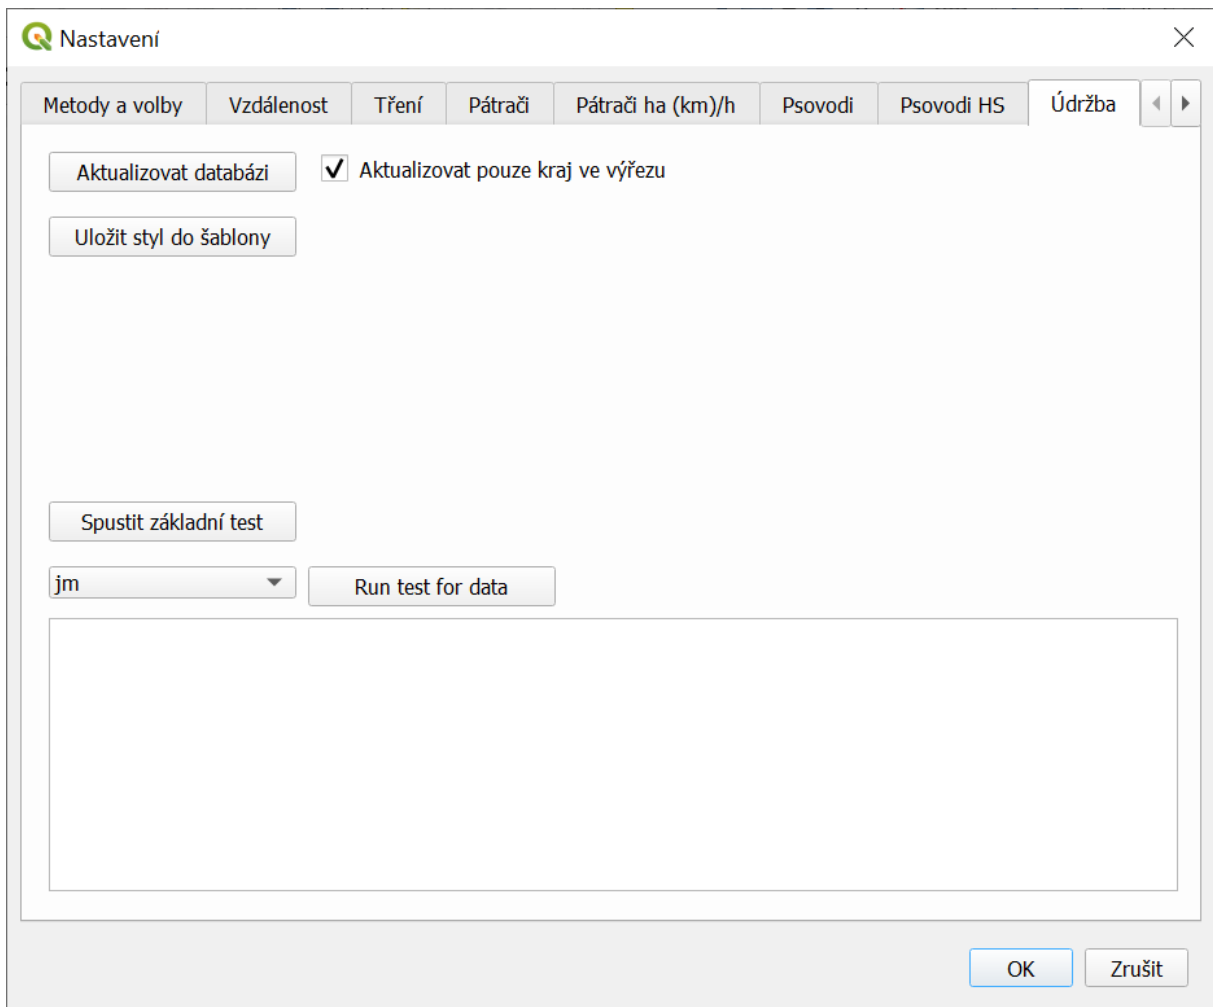 Nastavení
Metody a volby Vzdálenost Tření Pátrači Pátrači ha (km)/h Psovodi Psovodi HS Údržba
Aktualizovat databázi Aktualizovat pouze kraj ve výřezu
Uložit styl do šablony
Spustit základní test
jm Run test for data
OK Zrušit